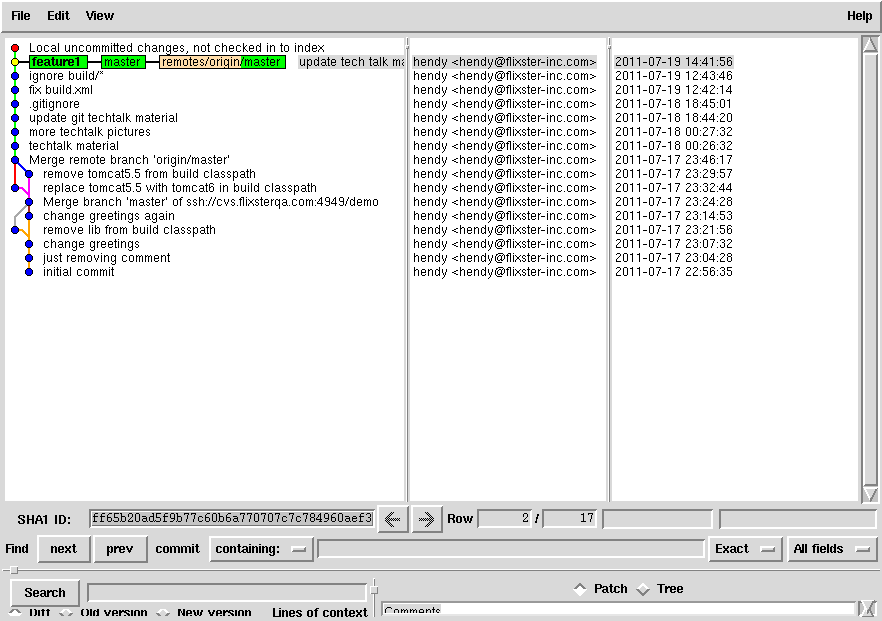 File Edit View Help
Local uncommitted changes, not checked in to index
feature1 master remotes/origin/master update tech talk ma hendy <hendy@flixster-inc.com> 2011-07-19 14:41:56
ignore build/* hendy <hendy@flixster-inc.com> 2011-07-19 12:43:46
fix build.xml hendy <hendy@flixster-inc.com> 2011-07-19 12:42:14
.gitignore hendy <hendy@flixster-inc.com> 2011-07-18 18:45:01
update git techtalk material hendy <hendy@flixster-inc.com> 2011-07-18 18:44:20
more techtalk pictures hendy <hendy@flixster-inc.com> 2011-07-18 00:27:32
techtalk material hendy <hendy@flixster-inc.com> 2011-07-18 00:26:32
Merge remote branch 'origin/master' hendy <hendy@flixster-inc.com> 2011-07-17 23:46:17
remove tomcat5.5 from build classpath hendy <hendy@flixster-inc.com> 2011-07-17 23:29:57
replace tomcat5.5 with tomcat6 in build classpath hendy <hendy@flixster-inc.com> 2011-07-17 23:32:44
Merge branch 'master' of ssh://cvs.flixsterqa.com:4949/demo hendy <hendy@flixster-inc.com> 2011-07-17 23:24:28
change greetings again hendy <hendy@flixster-inc.com> 2011-07-17 23:14:53
remove lib from build classpath hendy <hendy@flixster-inc.com> 2011-07-17 23:21:56
change greetings hendy <hendy@flixster-inc.com> 2011-07-17 23:07:32
just removing comment hendy <hendy@flixster-inc.com> 2011-07-17 23:04:28
initial commit hendy <hendy@flixster-inc.com> 2011-07-17 22:56:35
SHA1 ID: ff65b20ad5f9b77c60b6a770707c7c784960aef3 Row 2 / 17
Find next prev commit containing: Exact All fields
Search Patch Tree
Diff Old version New version Lines of context Comments